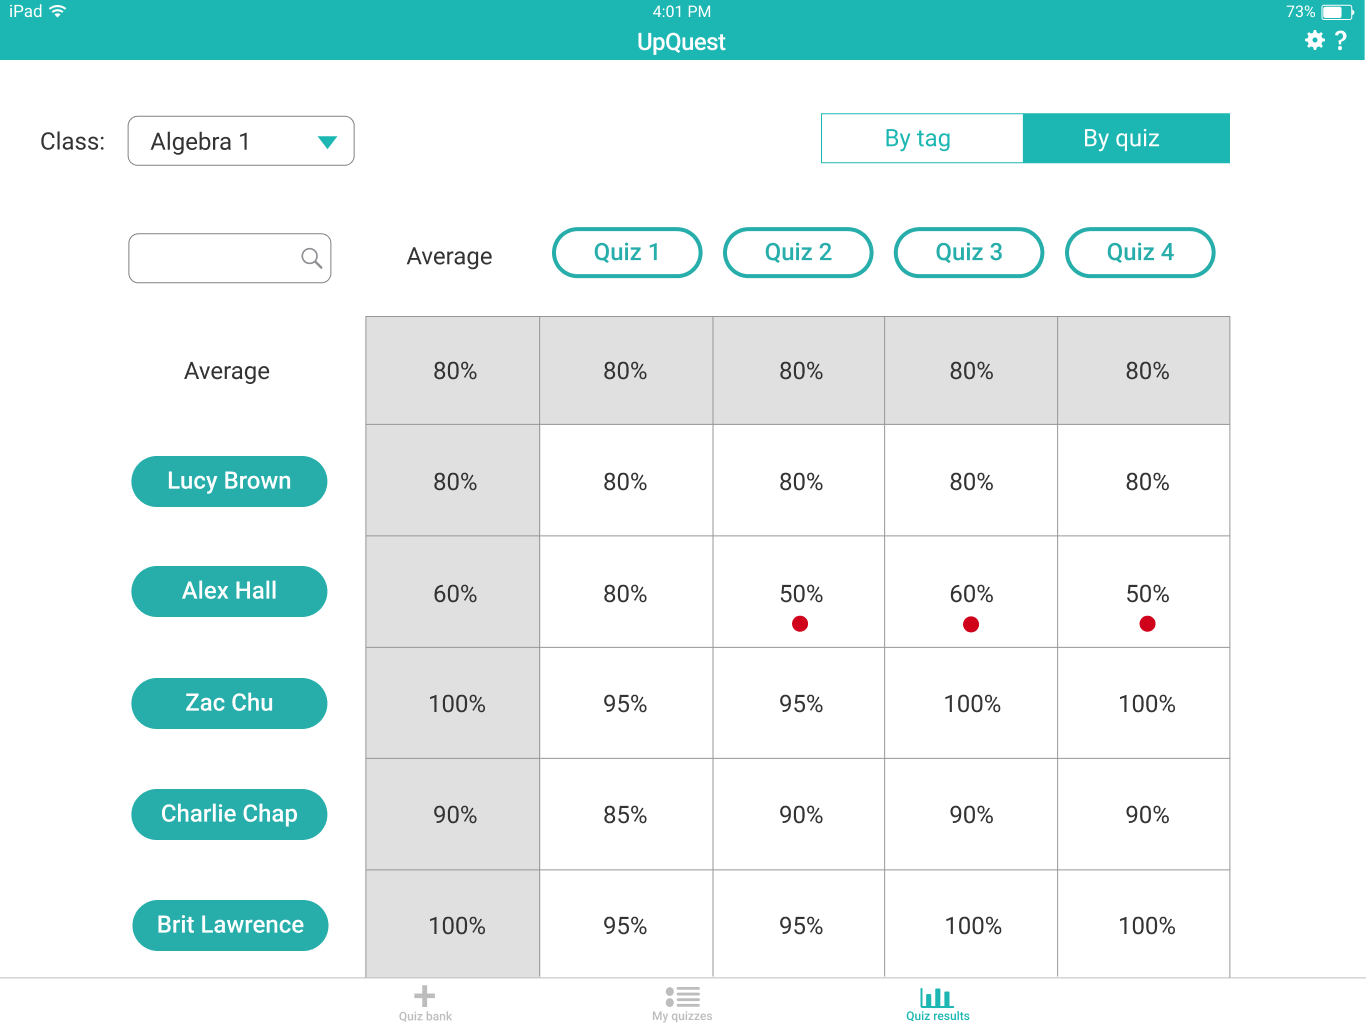 iPad 4:01 PM 73%
UpQuest ?
Class: Algebra 1 By tag By quiz
Average Quiz 1 Quiz 2 Quiz 3 Quiz 4
Average 80% 80% 80% 80% 80%
Lucy Brown 80% 80% 80% 80% 80%
Alex Hall 60% 80% 50% 60% 50%
Zac Chu 100% 95% 95% 100% 100%
Charlie Chap 90% 85% 90% 90% 90%
Brit Lawrence 100% 95% 95% 100% 100%
Quiz bank My quizzes Quiz results